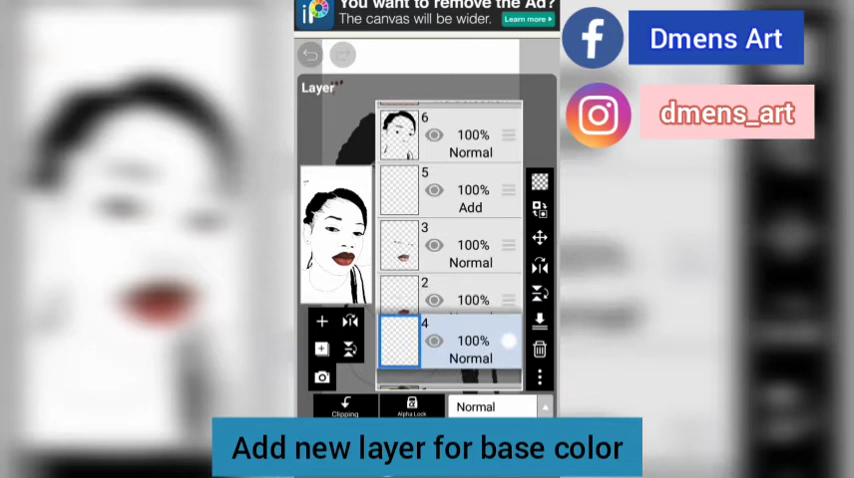 You want to remove the Ad?
The canvas will be wider.
Learn more
Dmens Art
dmens_art
Layer
6
100%
Normal
5
100%
Add
3
100%
Normal
2
100%
4
100%
Normal
Clipping
Alpha Lock
Normal
Add new layer for base color